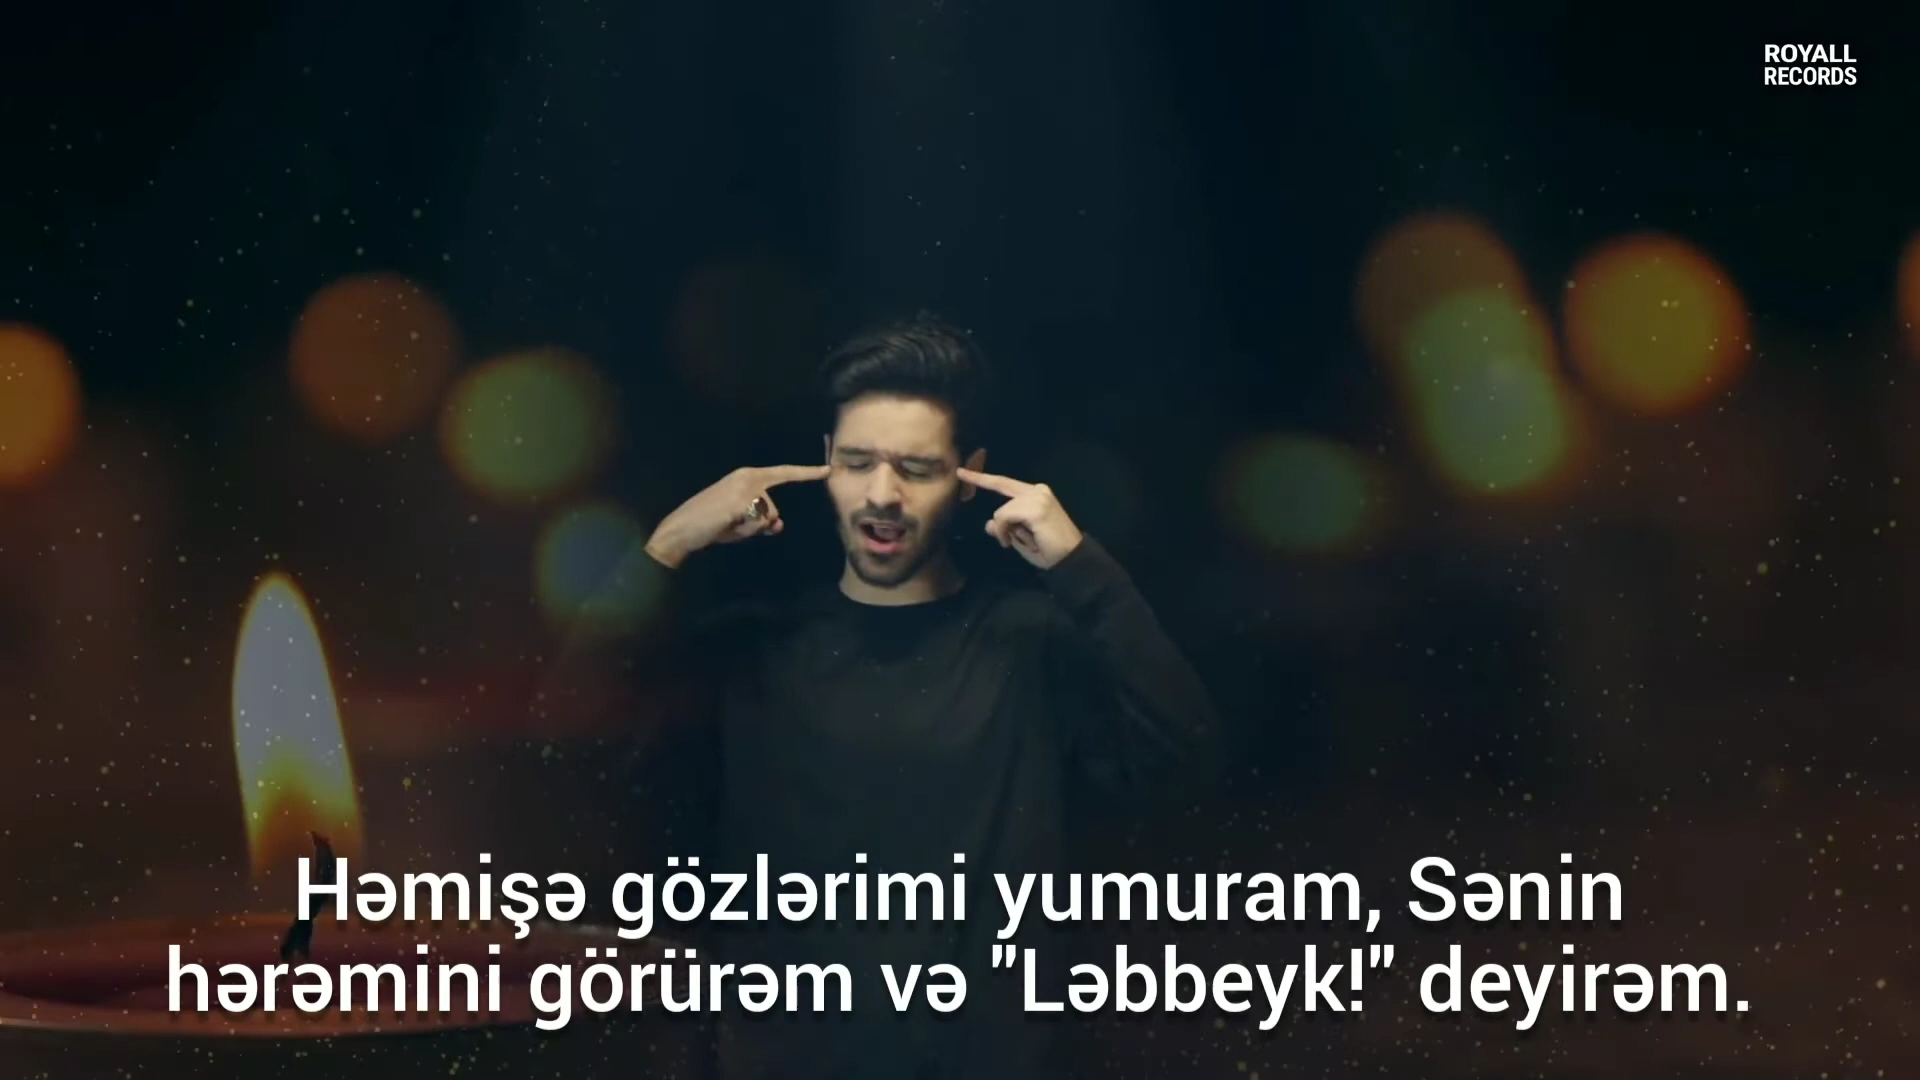 ROYALL
RECORDS
Həmişə gözlərimi yumuram, Sənin
hərəmini görürəm və "Ləbbeyk!" deyirəm.